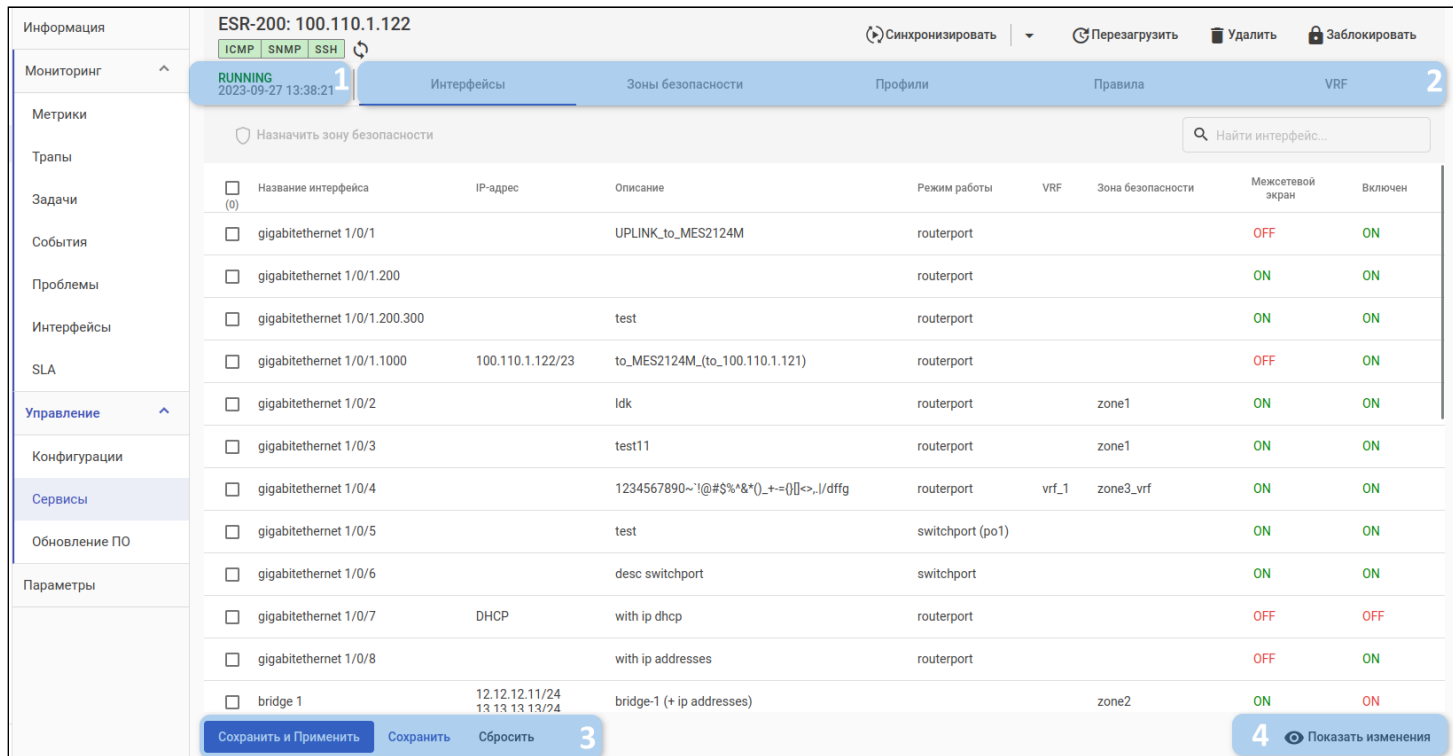 Информация
Мониторинг
Метрики
Трапы
Задачи
События
Проблемы
Интерфейсы
SLA
Управление
Конфигурации
Сервисы
Обновление ПО
Параметры
ESR-200: 100.110.1.122
ICMP SNMP SSH
Синхронизировать Перезагрузить Удалить Заблокировать
RUNNING
2023-09-27 13:38:21
1
Интерфейсы Зоны безопасности Профили Правила VRF 2
Назначить зону безопасности Найти интерфейс...
(0) Название интерфейса IP-адрес Описание Режим работы VRF Зона безопасности Межсетевой экран Включен
gigabitethernet 1/0/1 UPLINK_to_MES2124M routerport OFF ON
gigabitethernet 1/0/1.200 routerport ON ON
gigabitethernet 1/0/1.200.300 test routerport ON ON
gigabitethernet 1/0/1.1000 100.110.1.122/23 to_MES2124M_(to_100.110.1.121) routerport OFF ON
gigabitethernet 1/0/2 ldk routerport zone1 ON ON
gigabitethernet 1/0/3 test11 routerport zone1 ON ON
gigabitethernet 1/0/4 1234567890~`!@#$%^&*()_+-={}[]<>,.|/dffg routerport vrf_1 zone3_vrf ON ON
gigabitethernet 1/0/5 test switchport (po1) ON ON
gigabitethernet 1/0/6 desc switchport switchport ON ON
gigabitethernet 1/0/7 DHCP with ip dhcp routerport OFF OFF
gigabitethernet 1/0/8 with ip addresses routerport OFF ON
bridge 1 12.12.12.11/24 13.13.13.13/24 bridge-1 (+ ip addresses) zone2 ON ON
Сохранить и Применить Сохранить Сбросить 3
4 Показать изменения